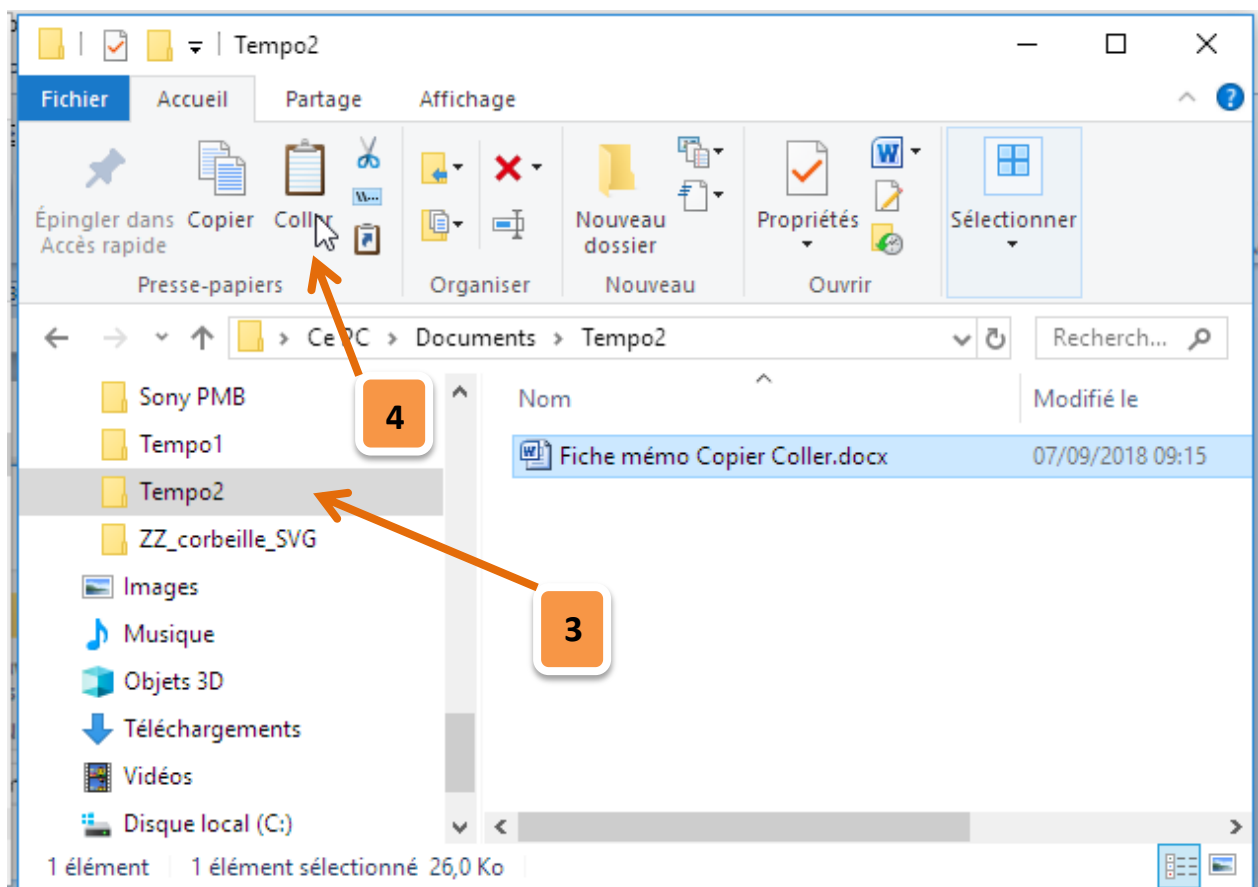 Tempo2
Fichier Accueil Partage Affichage
Épingler dans Accès rapide
Copier
Coller
Nouveau dossier
Propriétés
Sélectionner
Presse-papiers Organiser Nouveau Ouvrir
Ce PC > Documents > Tempo2
Recherch...
Sony PMB
Tempo1
Tempo2
ZZ_corbeille_SVG
Images
Musique
Objets 3D
Téléchargements
Vidéos
Disque local (C:)
4
3
Nom Modifié le
Fiche mémo Copier Coller.docx 07/09/2018 09:15
1 élément 1 élément sélectionné 26,0 Ko